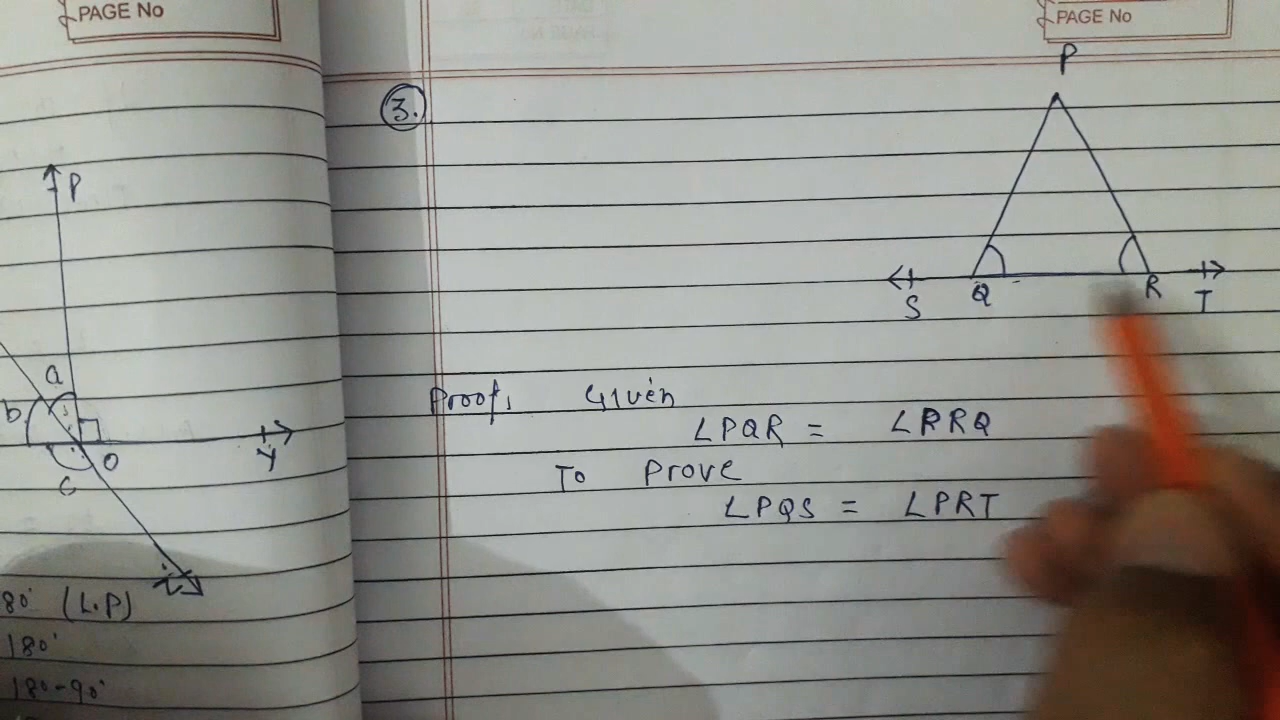 PAGE No
P
a
b
c
O
Y
80° (L.P)
180°
180-90°
PAGE No
3.
P
S Q R T
Proof, Given
∠PQR = ∠PRQ
To Prove
∠PQS = ∠PRT